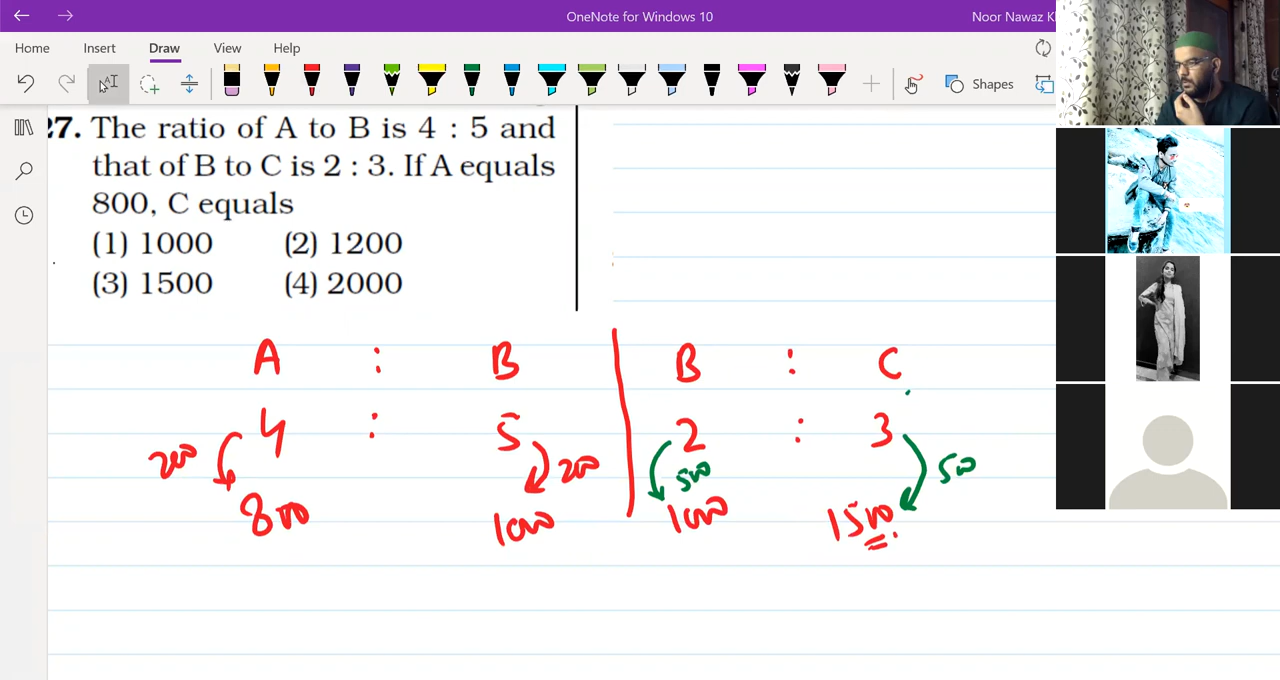 OneNote for Windows 10
Noor Nawaz Kh
Home Insert Draw View Help
Shapes
27. The ratio of A to B is 4 : 5 and
that of B to C is 2 : 3. If A equals
800, C equals
(1) 1000 (2) 1200
(3) 1500 (4) 2000
A : B B : C
4 : 5 2 : 3
200 200 500 500
800 1000 1000 1500